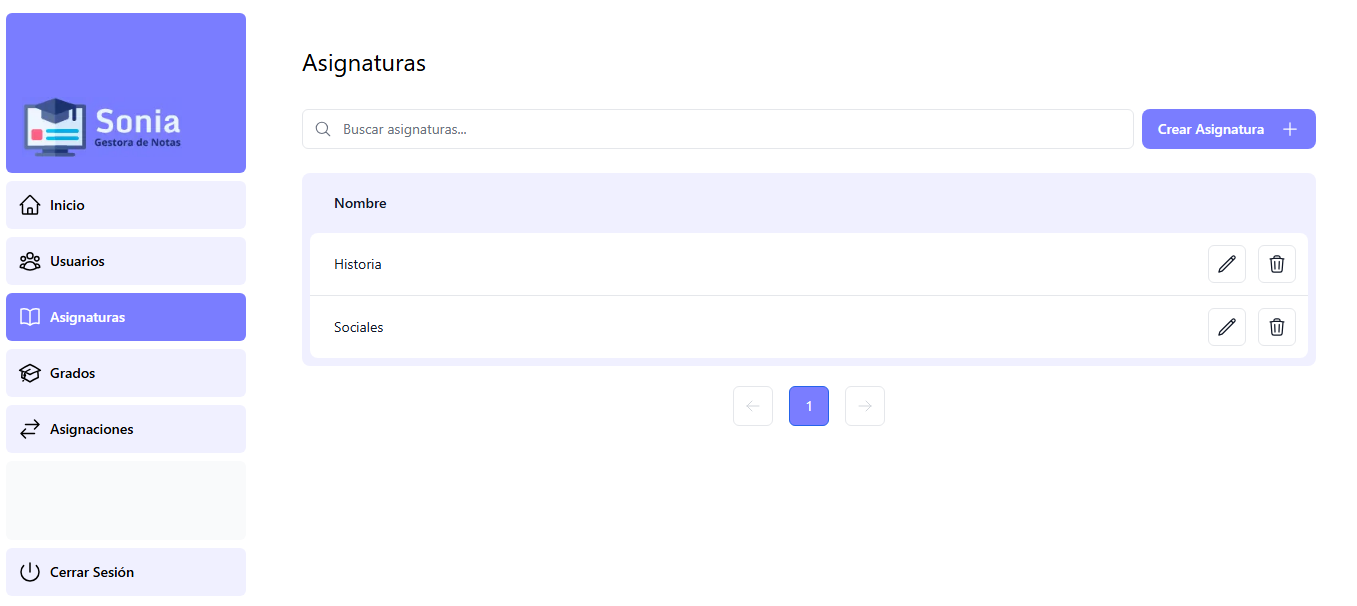 Sonia
Gestora de Notas
Inicio
Usuarios
Asignaturas
Grados
Asignaciones
Cerrar Sesión
Asignaturas
Buscar asignaturas...
Crear Asignatura
Nombre
Historia
Sociales
1